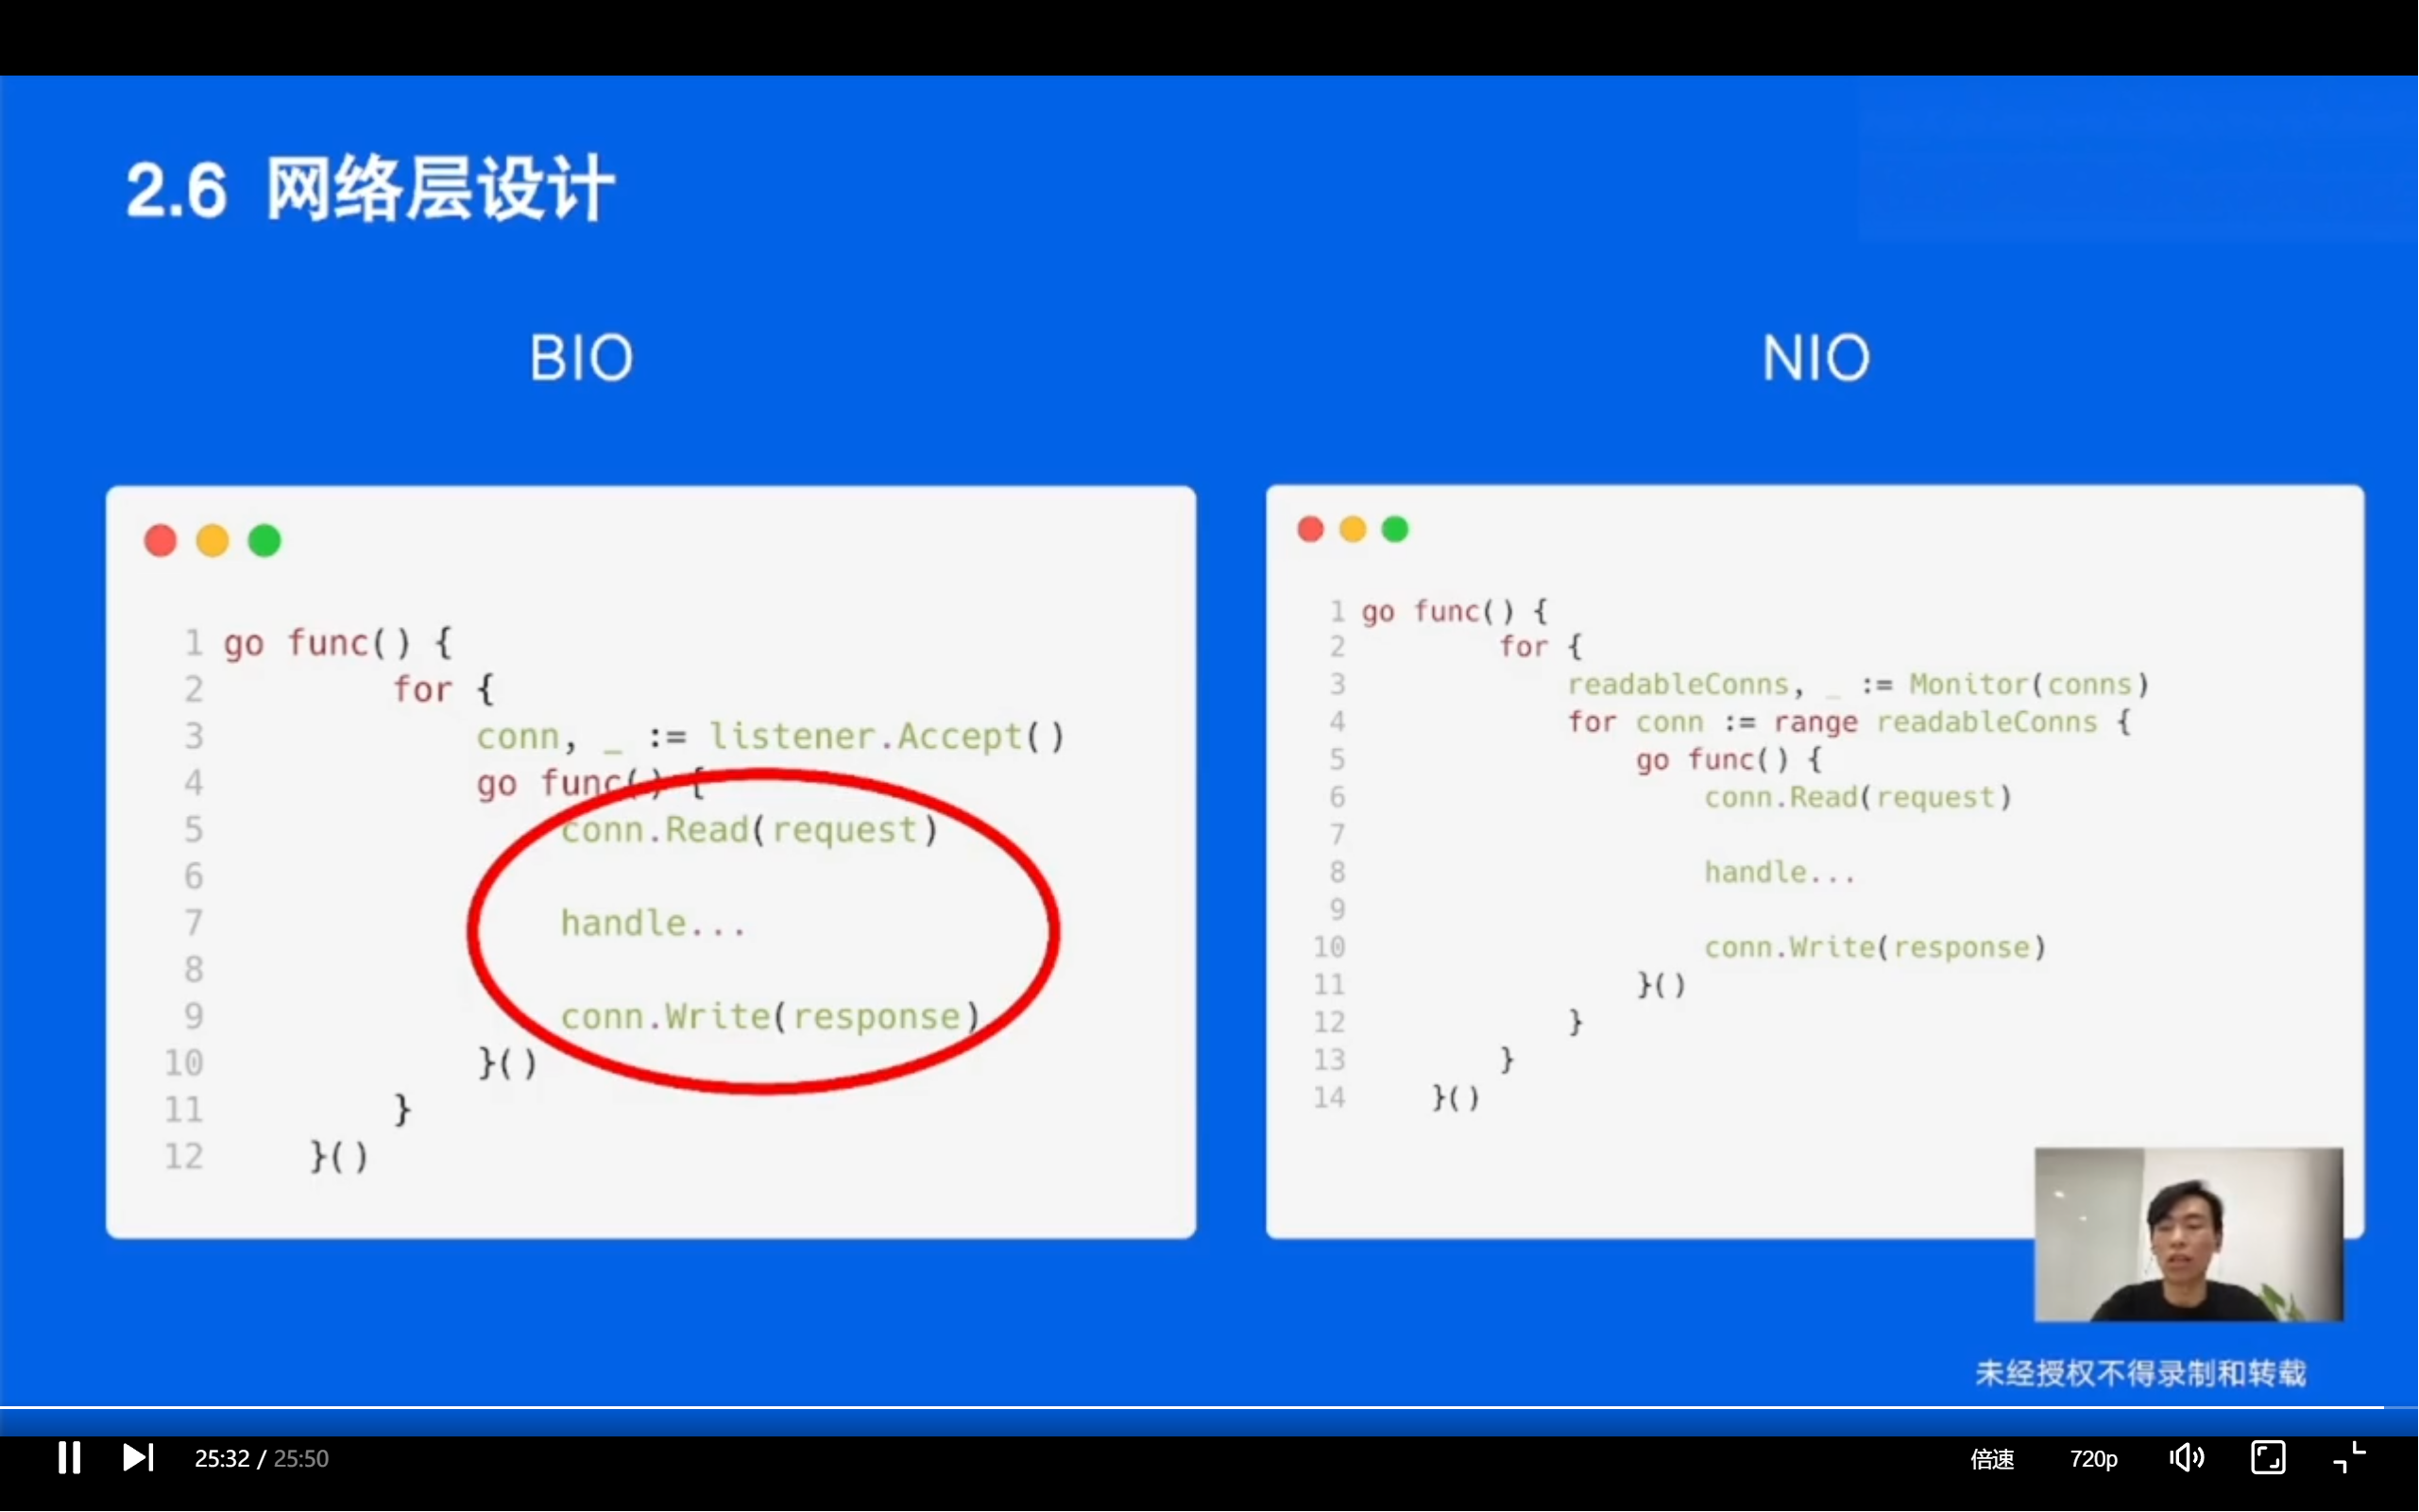 2.6 网络层设计
BIO
1 go func() {
2 for {
3 conn, _ := listener.Accept()
4 go func() {
5 conn.Read(request)
6
7 handle...
8
9 conn.Write(response)
10 }()
11 }
12 }()
NIO
1 go func() {
2 for {
3 readableConns, _ := Monitor(conns)
4 for conn := range readableConns {
5 go func() {
6 conn.Read(request)
7
8 handle...
9
10 conn.Write(response)
11 }()
12 }
13 }
14 }()
未经授权不得录制和转载
25:32 / 25:50
倍速
720p